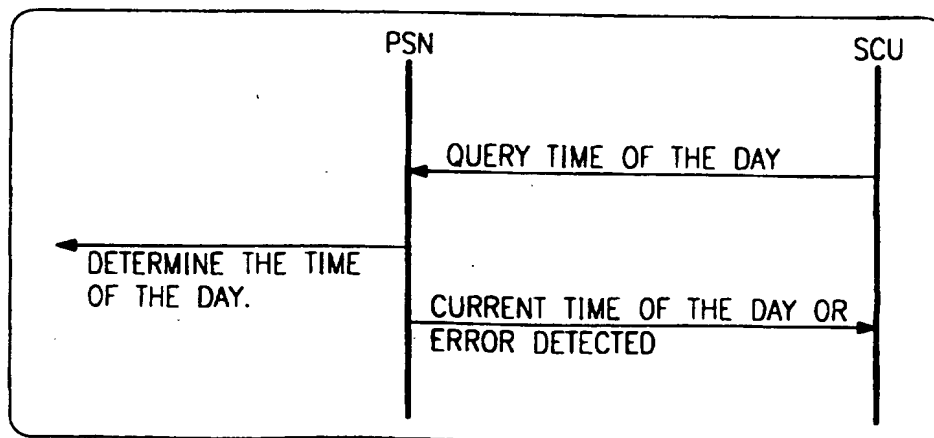 PSN
SCU
QUERY TIME OF THE DAY
DETERMINE THE TIME
OF THE DAY.
CURRENT TIME OF THE DAY OR
ERROR DETECTED